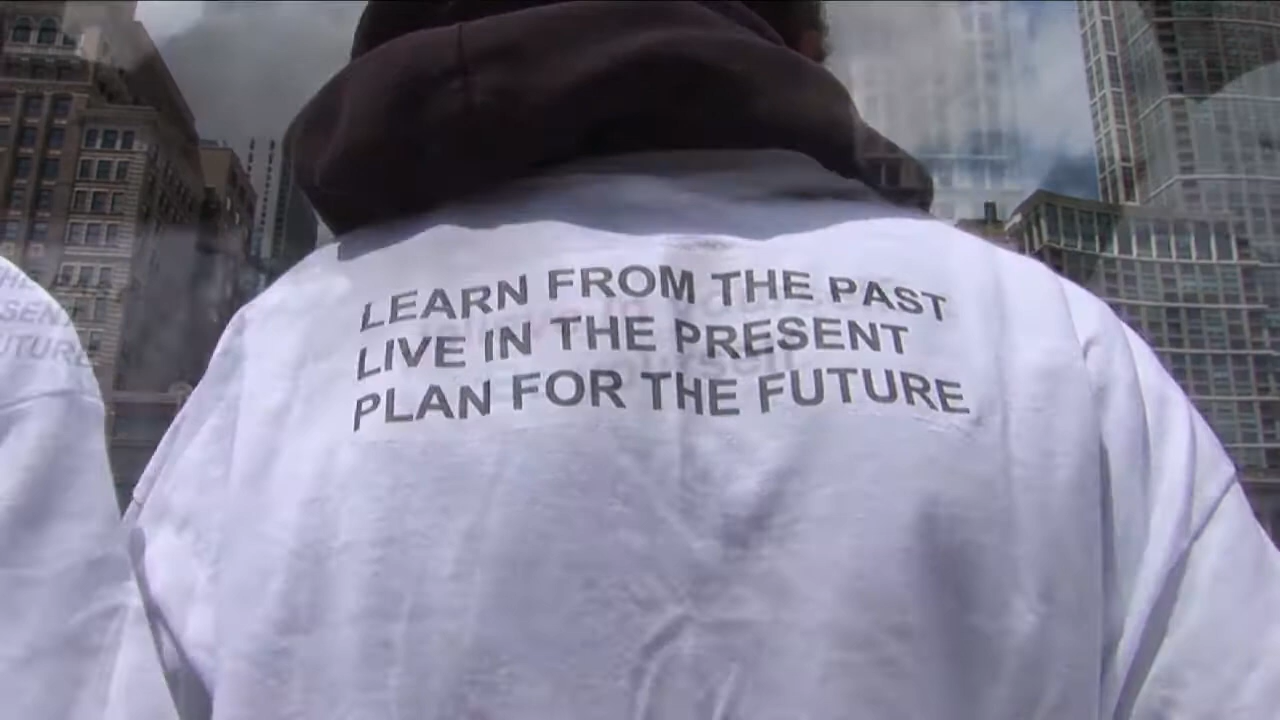 LEARN FROM THE PAST
LIVE IN THE PRESENT
PLAN FOR THE FUTURE